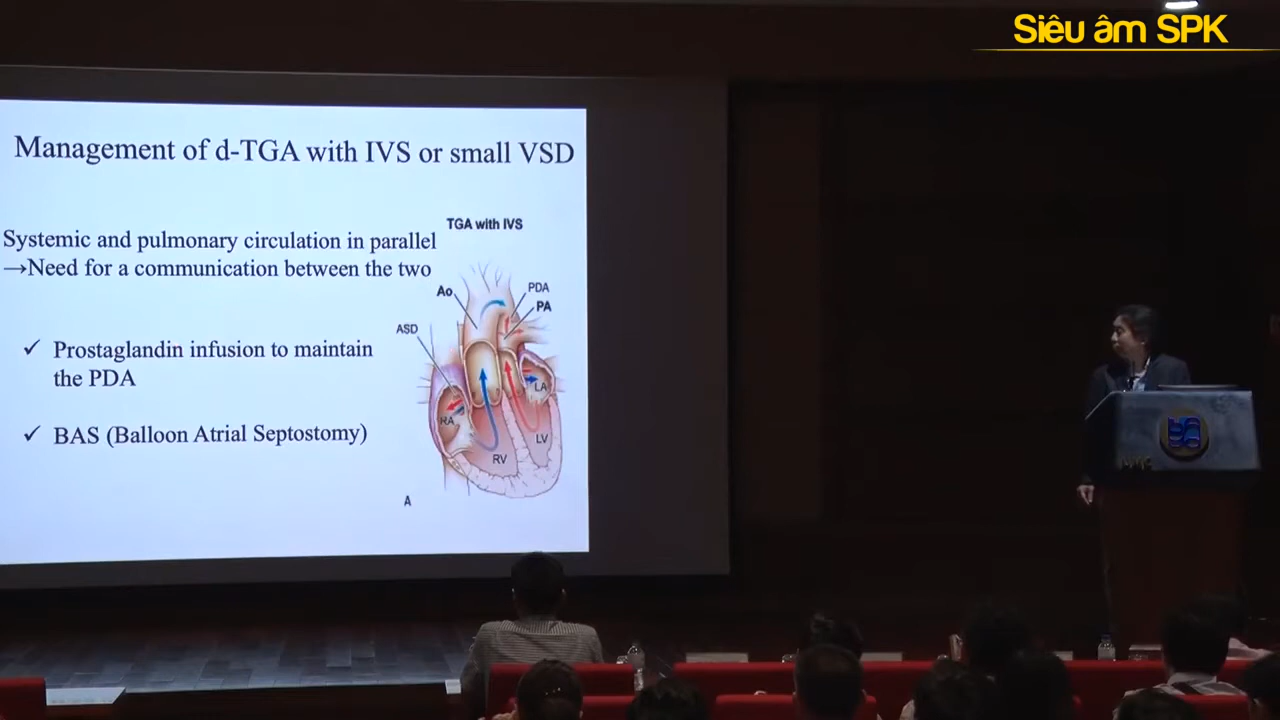 Siêu âm SPK
Management of d-TGA with IVS or small VSD
TGA with IVS
Systemic and pulmonary circulation in parallel
→Need for a communication between the two
Ao
PDA
PA
ASD
✓ Prostaglandin infusion to maintain
the PDA
LA
RA
✓ BAS (Balloon Atrial Septostomy)
LV
RV
A